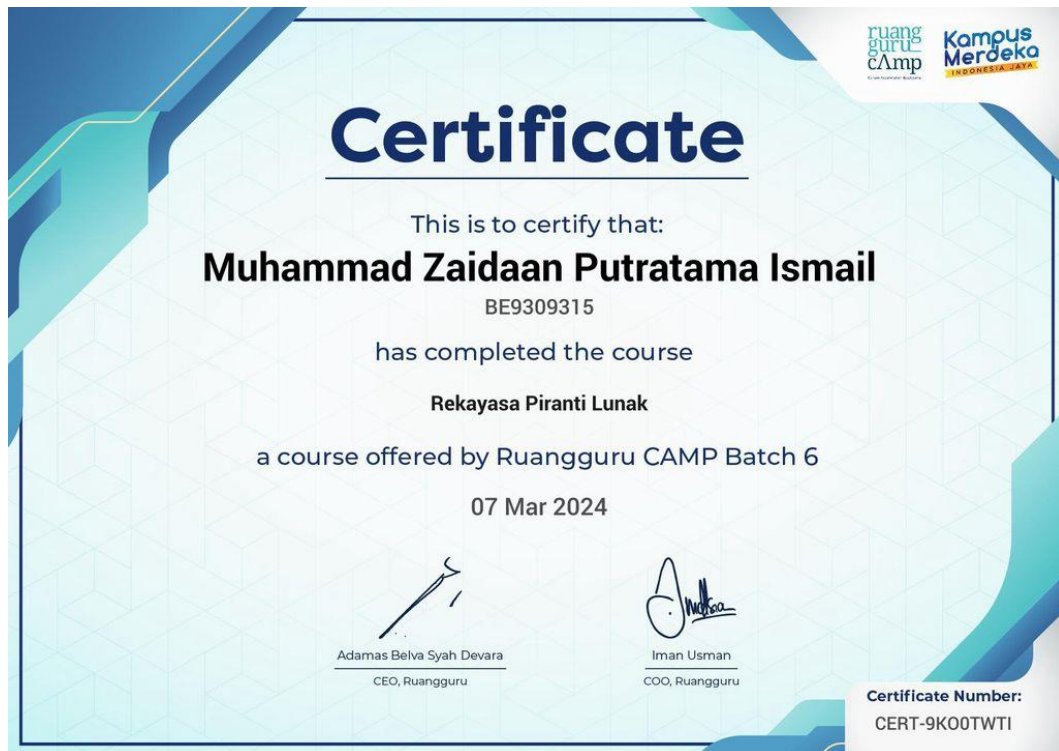 ruang
guru
cΛmp
Kampus
Merdeka
INDONESIA JAYA
Certificate
This is to certify that:
Muhammad Zaidaan Putratama Ismail
BE9309315
has completed the course
Rekayasa Piranti Lunak
a course offered by Ruangguru CAMP Batch 6
07 Mar 2024
Adamas Belva Syah Devara
CEO, Ruangguru
Iman Usman
COO, Ruangguru
Certificate Number:
CERT-9KO0TWTI